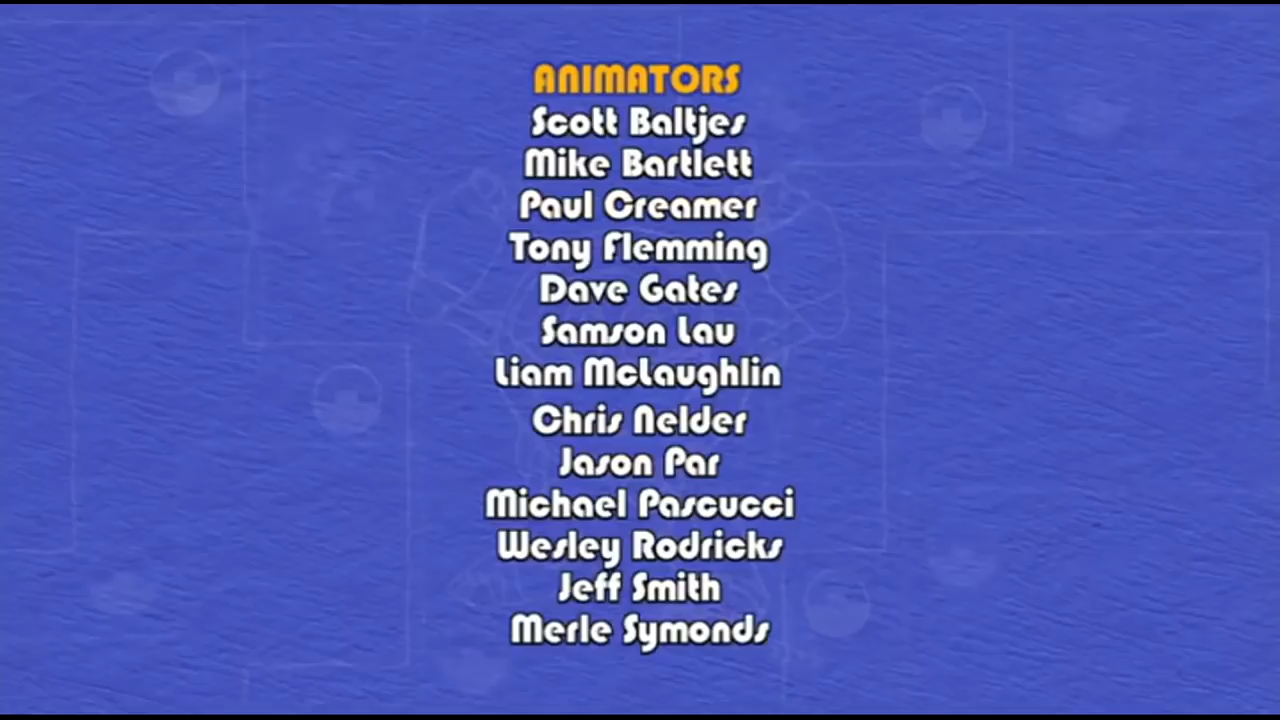 ANIMATORS
Scott Baltjes
Mike Bartlett
Paul Creamer
Tony Flemming
Dave Gates
Samson Lau
Liam McLaughlin
Chris Nelder
Jason Par
Michael Pascucci
Wesley Rodricks
Jeff Smith
Merle Symonds